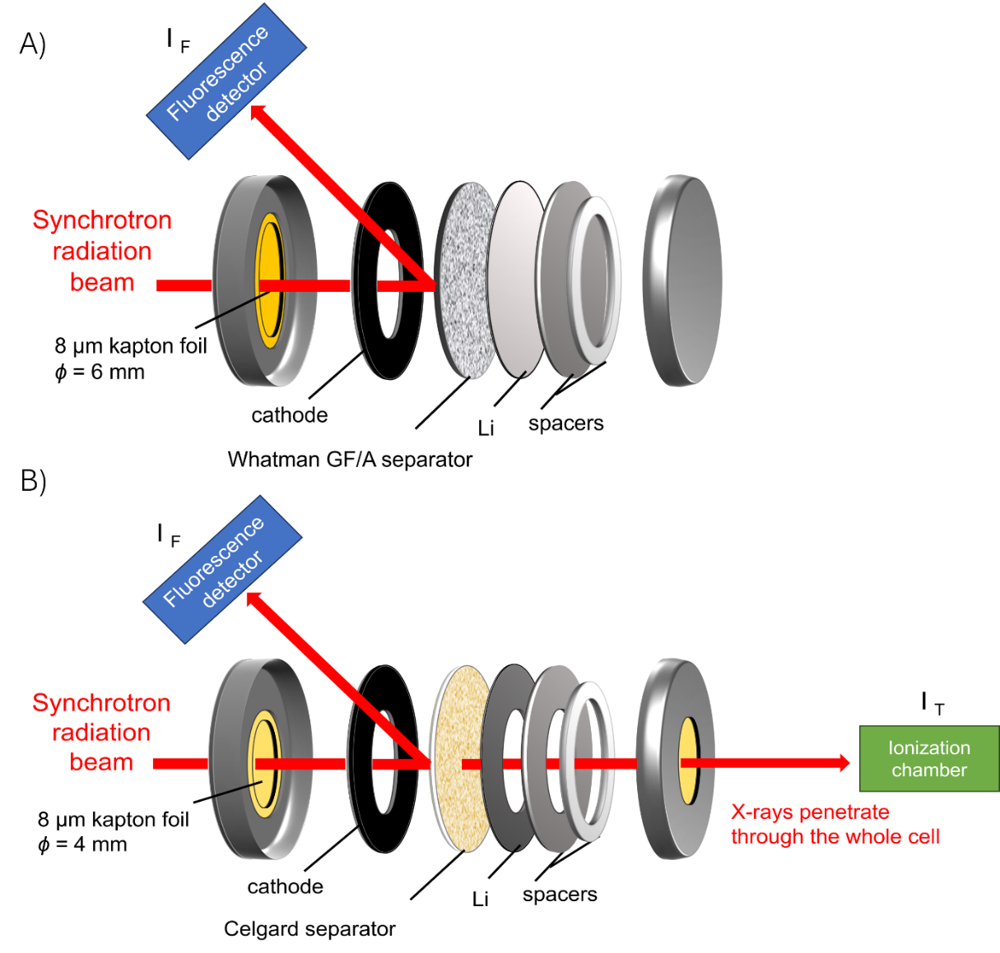 A)
I F
Fluorescence
detector
Synchrotron
radiation
beam
8 µm kapton foil
ϕ = 6 mm
cathode
Li
spacers
Whatman GF/A separator
B)
I F
Fluorescence
detector
Synchrotron
radiation
beam
I T
Ionization
chamber
8 µm kapton foil
ϕ = 4 mm
X-rays penetrate
through the whole cell
cathode
Li
spacers
Celgard separator